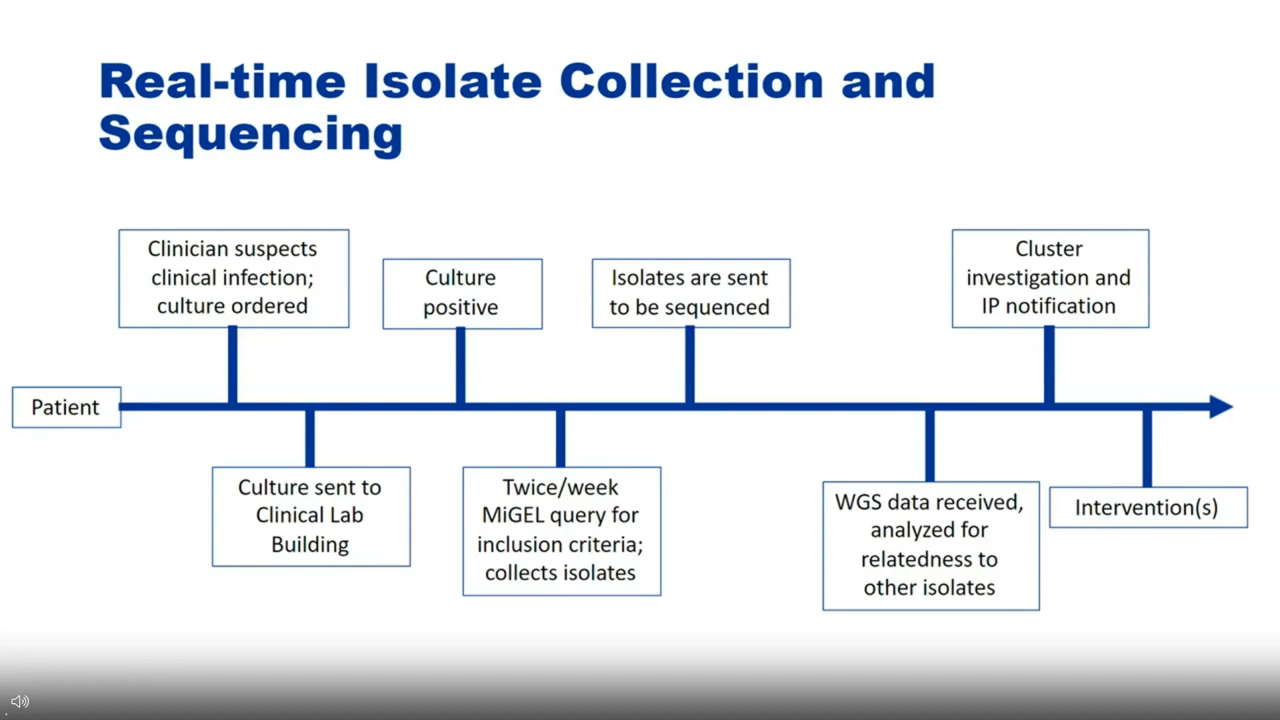 Real-time Isolate Collection and
Sequencing
Clinician suspects
clinical infection;
culture ordered
Culture
positive
Isolates are sent
to be sequenced
Cluster
investigation and
IP notification
Patient
Culture sent to
Clinical Lab
Building
Twice/week
MiGEL query for
inclusion criteria;
collects isolates
WGS data received,
analyzed for
relatedness to
other isolates
Intervention(s)